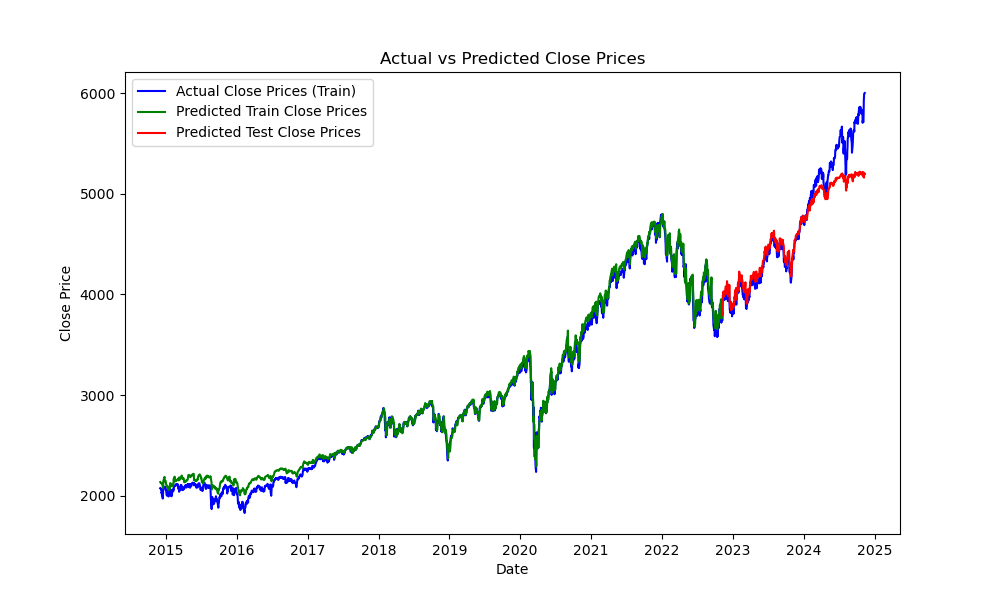 Actual vs Predicted Close Prices
Actual Close Prices (Train)
Predicted Train Close Prices
Predicted Test Close Prices
Close Price
6000
5000
4000
3000
2000
2015 2016 2017 2018 2019 2020 2021 2022 2023 2024 2025
Date